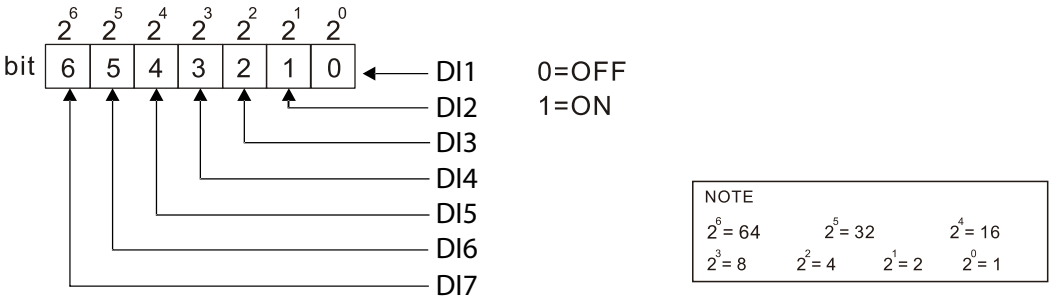 2⁶ 2⁵ 2⁴ 2³ 2² 2¹ 2⁰
bit 6 5 4 3 2 1 0
DI1 0=OFF
DI2 1=ON
DI3
DI4
DI5
DI6
DI7
NOTE
2⁶= 64 2⁵= 32 2⁴= 16
2³= 8 2²= 4 2¹= 2 2⁰= 1